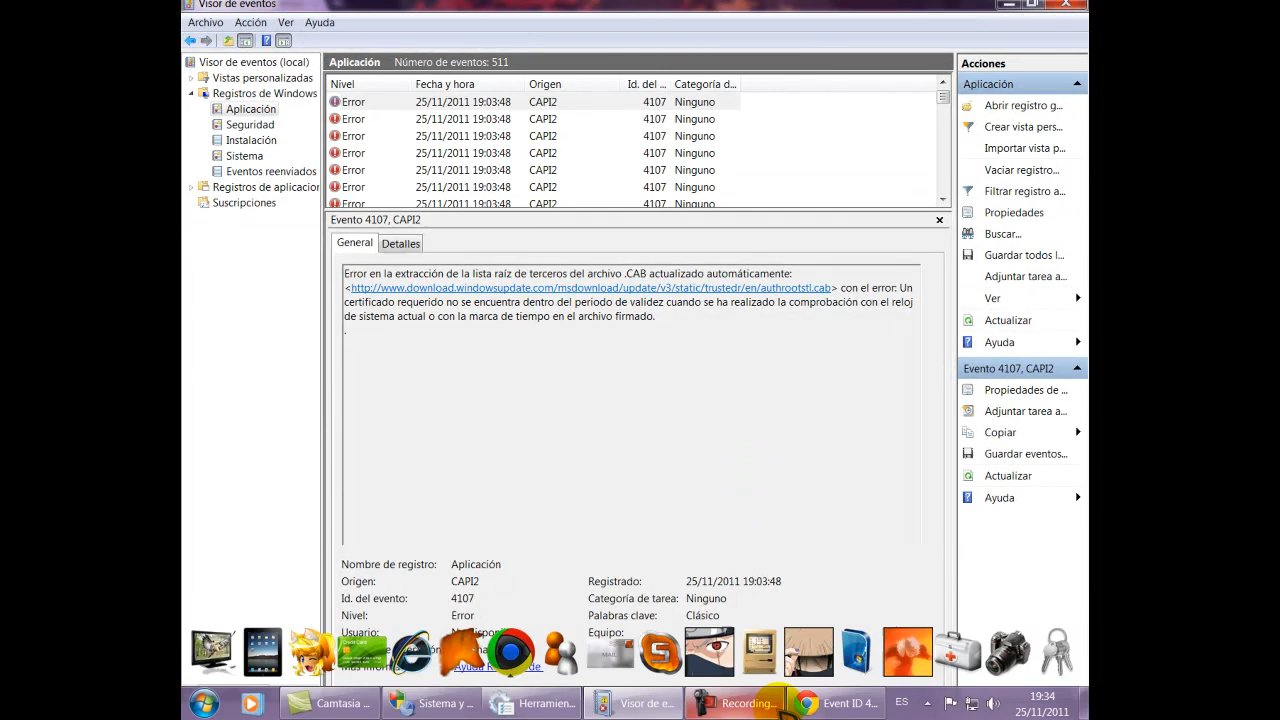 Visor de eventos
Archivo Acción Ver Ayuda
Visor de eventos (local)
Vistas personalizadas
Registros de Windows
Aplicación
Seguridad
Instalación
Sistema
Eventos reenviados
Registros de aplicacior
Suscripciones
Aplicación Número de eventos: 511
Nivel Fecha y hora Origen Id. del ... Categoría d...
Error 25/11/2011 19:03:48 CAPI2 4107 Ninguno
Error 25/11/2011 19:03:48 CAPI2 4107 Ninguno
Error 25/11/2011 19:03:48 CAPI2 4107 Ninguno
Error 25/11/2011 19:03:48 CAPI2 4107 Ninguno
Error 25/11/2011 19:03:48 CAPI2 4107 Ninguno
Error 25/11/2011 19:03:48 CAPI2 4107 Ninguno
Error 25/11/2011 19:03:48 CAPI2 4107 Ninguno
Evento 4107, CAPI2
General Detalles
Error en la extracción de la lista raíz de terceros del archivo .CAB actualizado automáticamente:
<http://www.download.windowsupdate.com/msdownload/update/v3/static/trustedr/en/authrootstl.cab> con el error: Un
certificado requerido no se encuentra dentro del periodo de validez cuando se ha realizado la comprobación con el reloj
de sistema actual o con la marca de tiempo en el archivo firmado.
.
Nombre de registro: Aplicación
Origen: CAPI2 Registrado: 25/11/2011 19:03:48
Id. del evento: 4107 Categoría de tarea: Ninguno
Nivel: Error Palabras clave: Clásico
Usuario: Equipo:
Acciones
Aplicación
Abrir registro g...
Crear vista pers...
Importar vista p...
Vaciar registro...
Filtrar registro a...
Propiedades
Buscar...
Guardar todos l...
Adjuntar tarea a...
Ver
Actualizar
Ayuda
Evento 4107, CAPI2
Propiedades de ...
Adjuntar tarea a...
Copiar
Guardar eventos...
Actualizar
Ayuda
MAIL
Camtasia ... Sistema y ... Herramien... Visor de e... Recording... Event ID 4... ES 19:34
25/11/2011